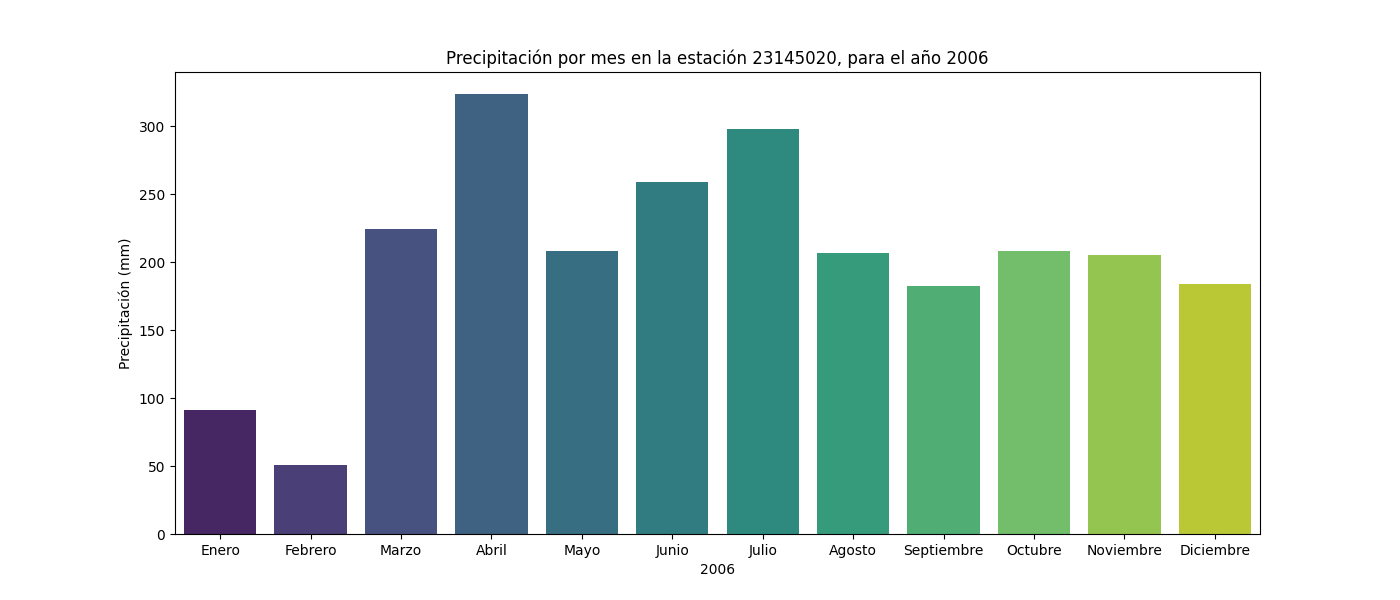 Precipitación por mes en la estación 23145020, para el año 2006
Precipitación (mm)
300
250
200
150
100
50
0
Enero Febrero Marzo Abril Mayo Junio Julio Agosto Septiembre Octubre Noviembre Diciembre
2006